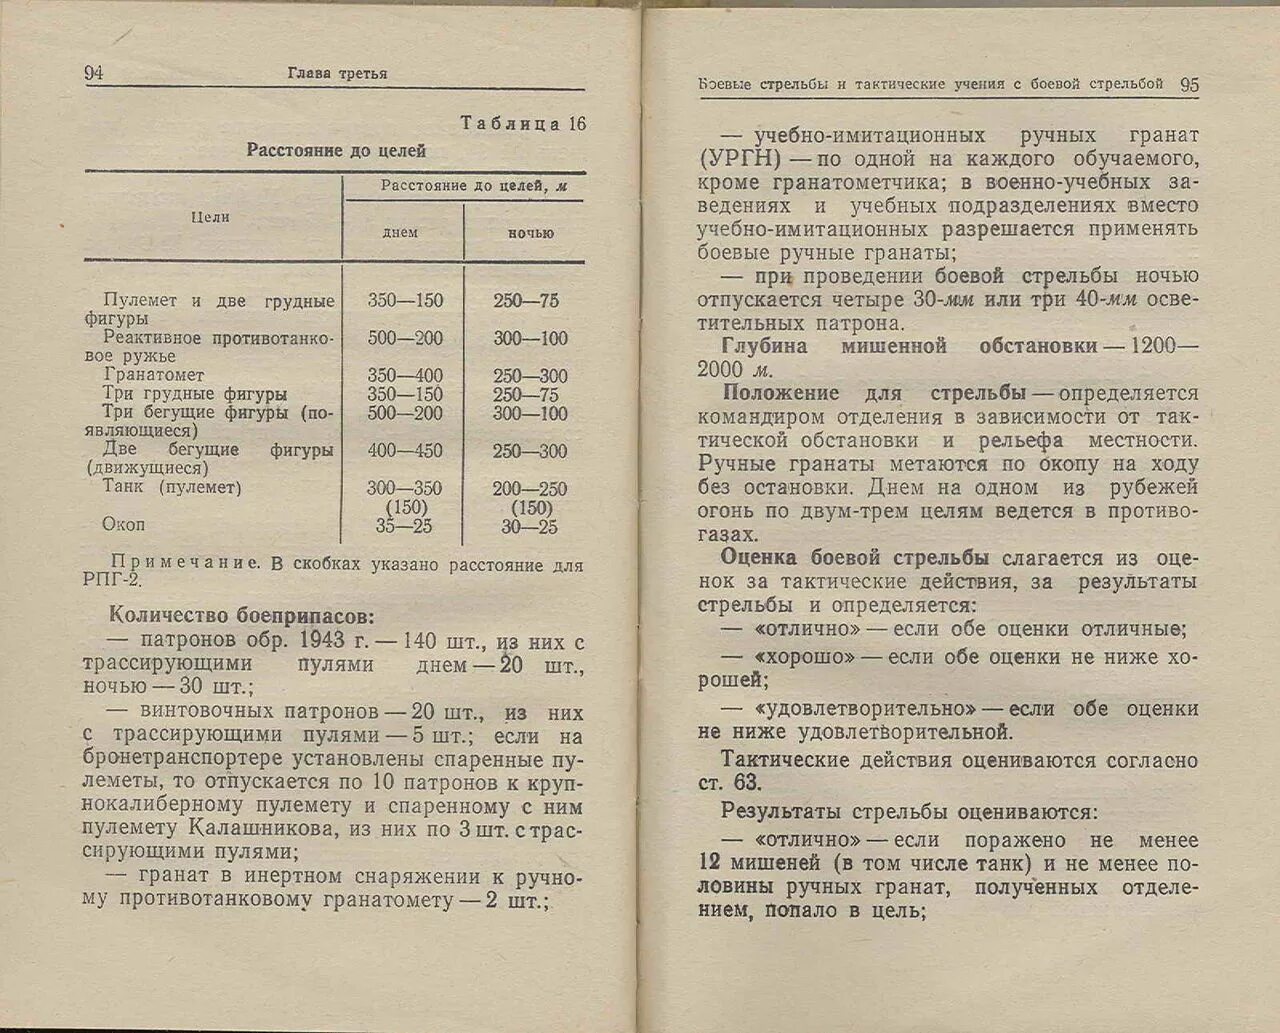 94
Глава третья
Таблица 16
Расстояние до целей
Цели
Расстояние до целей, м
днем
ночью
Пулемет и две грудные
фигуры
350—150
250—75
Реактивное противотанко-
вое ружье
500—200
300—100
Гранатомет
350—400
250—300
Три грудные фигуры
350—150
250—75
Три бегущие фигуры (по-
являющиеся)
500—200
300—100
Две бегущие фигуры
(движущиеся)
400—450
250—300
Танк (пулемет)
300—350
200—250
(150)
(150)
Окоп
35—25
30—25
Примечание. В скобках указано расстояние для
РПГ-2.
Количество боеприпасов:
— патронов обр. 1943 г. — 140 шт., из них с
трассирующими пулями днем — 20 шт.,
ночью — 30 шт.;
— винтовочных патронов — 20 шт., из них
с трассирующими пулями — 5 шт.; если на
бронетранспортере установлены спаренные пу-
леметы, то отпускается по 10 патронов к круп-
нокалиберному пулемету и спаренному с ним
пулемету Калашникова, из них по 3 шт. с трас-
сирующими пулями;
— гранат в инертном снаряжении к ручно-
му противотанковому гранатомету — 2 шт.;
Боевые стрельбы и тактические учения с боевой стрельбой 95
— учебно-имитационных ручных гранат
(УРГН) — по одной на каждого обучаемого,
кроме гранатометчика; в военно-учебных за-
ведениях и учебных подразделениях вместо
учебно-имитационных разрешается применять
боевые ручные гранаты;
— при проведении боевой стрельбы ночью
отпускается четыре 30-мм или три 40-мм осве-
тительных патрона.
Глубина мишенной обстановки — 1200—
2000 м.
Положение для стрельбы — определяется
командиром отделения в зависимости от так-
тической обстановки и рельефа местности.
Ручные гранаты метаются по окопу на ходу
без остановки. Днем на одном из рубежей
огонь по двум-трем целям ведется в противо-
газах.
Оценка боевой стрельбы слагается из оце-
нок за тактические действия, за результаты
стрельбы и определяется:
— «отлично» — если обе оценки отличные;
— «хорошо» — если обе оценки не ниже хо-
рошей;
— «удовлетворительно» — если обе оценки
не ниже удовлетворительной.
Тактические действия оцениваются согласно
ст. 63.
Результаты стрельбы оцениваются:
— «отлично» — если поражено не менее
12 мишеней (в том числе танк) и не менее по-
ловины ручных гранат, полученных отделе-
нием, попало в цель;